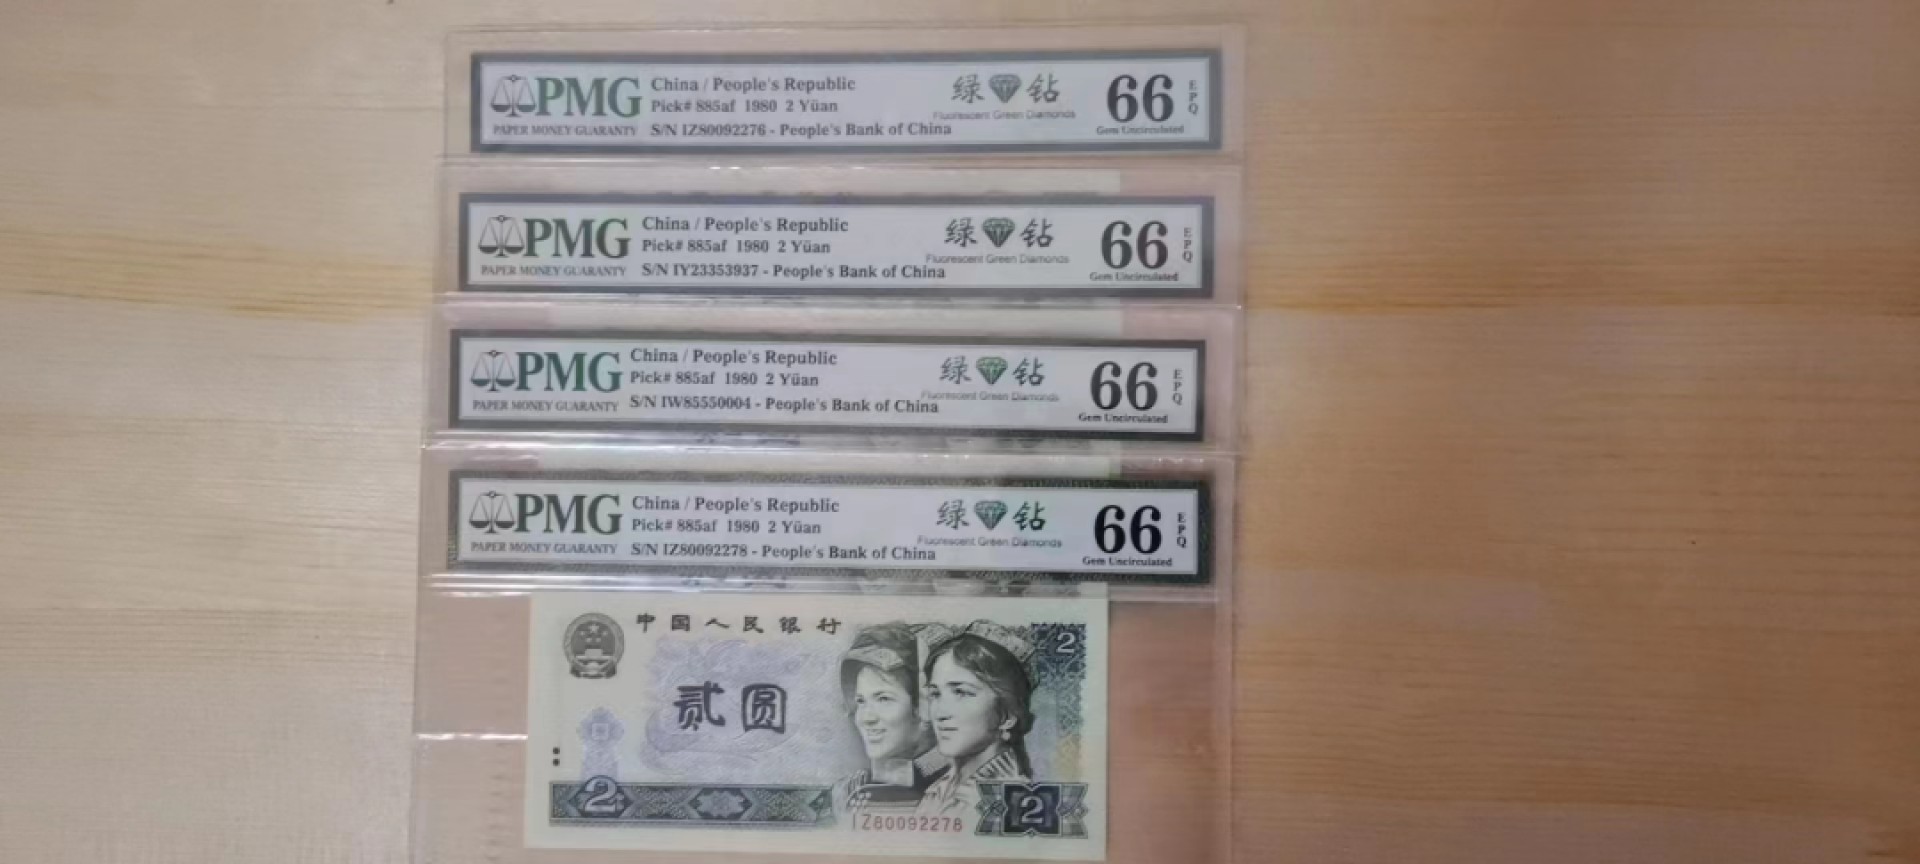 PMG
PAPER MONEY GUARANTY
China / People's Republic
Pick# 885af 1980 2 Yüan
S/N IZ80092276 - People's Bank of China
绿 钻
Fluorescent Green Diamonds
66 EPQ
Gem Uncirculated
PMG
PAPER MONEY GUARANTY
China / People's Republic
Pick# 885af 1980 2 Yüan
S/N IY23353937 - People's Bank of China
绿 钻
Fluorescent Green Diamonds
66 EPQ
Gem Uncirculated
PMG
PAPER MONEY GUARANTY
China / People's Republic
Pick# 885af 1980 2 Yüan
S/N IW85550004 - People's Bank of China
绿 钻
Fluorescent Green Diamonds
66 EPQ
Gem Uncirculated
PMG
PAPER MONEY GUARANTY
China / People's Republic
Pick# 885af 1980 2 Yüan
S/N IZ80092278 - People's Bank of China
绿 钻
Fluorescent Green Diamonds
66 EPQ
Gem Uncirculated
中国人民银行
2
贰圆
2
2
IZ80092278